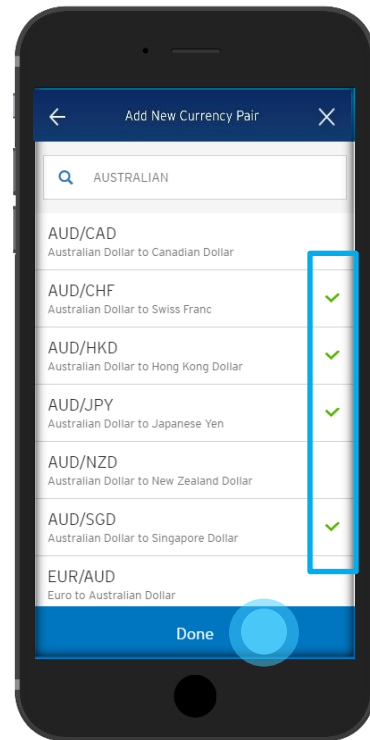 Add New Currency Pair
AUSTRALIAN
AUD/CAD
Australian Dollar to Canadian Dollar
AUD/CHF
Australian Dollar to Swiss Franc
AUD/HKD
Australian Dollar to Hong Kong Dollar
AUD/JPY
Australian Dollar to Japanese Yen
AUD/NZD
Australian Dollar to New Zealand Dollar
AUD/SGD
Australian Dollar to Singapore Dollar
EUR/AUD
Euro to Australian Dollar
Done